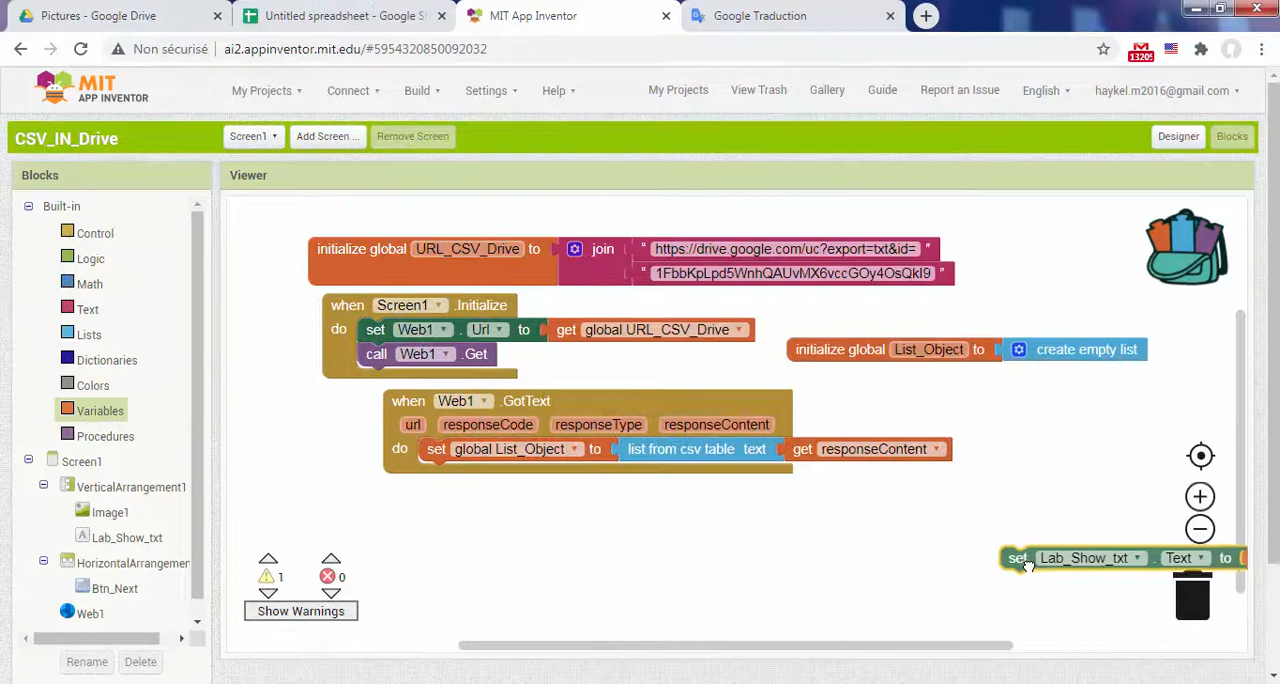 Pictures - Google Drive
Untitled spreadsheet - Google S
MIT App Inventor
Google Traduction
Non sécurisé
ai2.appinventor.mit.edu/#5954320850092032
13205
MIT
APP INVENTOR
My Projects
Connect
Build
Settings
Help
My Projects
View Trash
Gallery
Guide
Report an Issue
English
haykel.m2016@gmail.com
CSV_IN_Drive
Screen1
Add Screen ...
Remove Screen
Designer
Blocks
Blocks
Viewer
Built-in
Control
Logic
Math
Text
Lists
Dictionaries
Colors
Variables
Procedures
Screen1
VerticalArrangement1
Image1
Lab_Show_txt
HorizontalArrangemen
Btn_Next
Web1
Rename
Delete
initialize global URL_CSV_Drive to join " https://drive.google.com/uc?export=txt&id= "
" 1FbbKpLpd5WnhQAUvMX6vccGOy4OsQkI9 "
when Screen1 .Initialize
do set Web1 . Url to get global URL_CSV_Drive
call Web1 .Get
initialize global List_Object to create empty list
when Web1 .GotText
url responseCode responseType responseContent
do set global List_Object to list from csv table text get responseContent
set Lab_Show_txt . Text to
1
0
Show Warnings